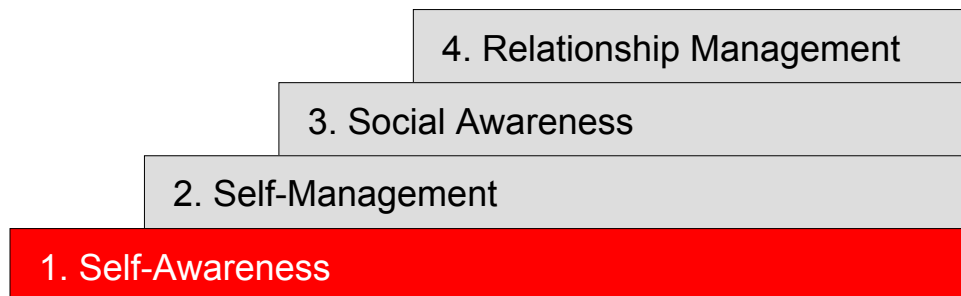 4. Relationship Management
3. Social Awareness
2. Self-Management
1. Self-Awareness